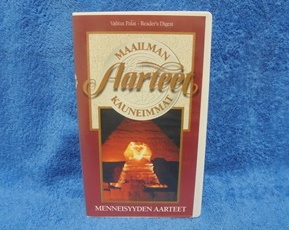 Valitut Palat - Reader's Digest
MAAILMAN
Aarteet
KAUNEIMMAT
MENNEISYYDEN AARTEET